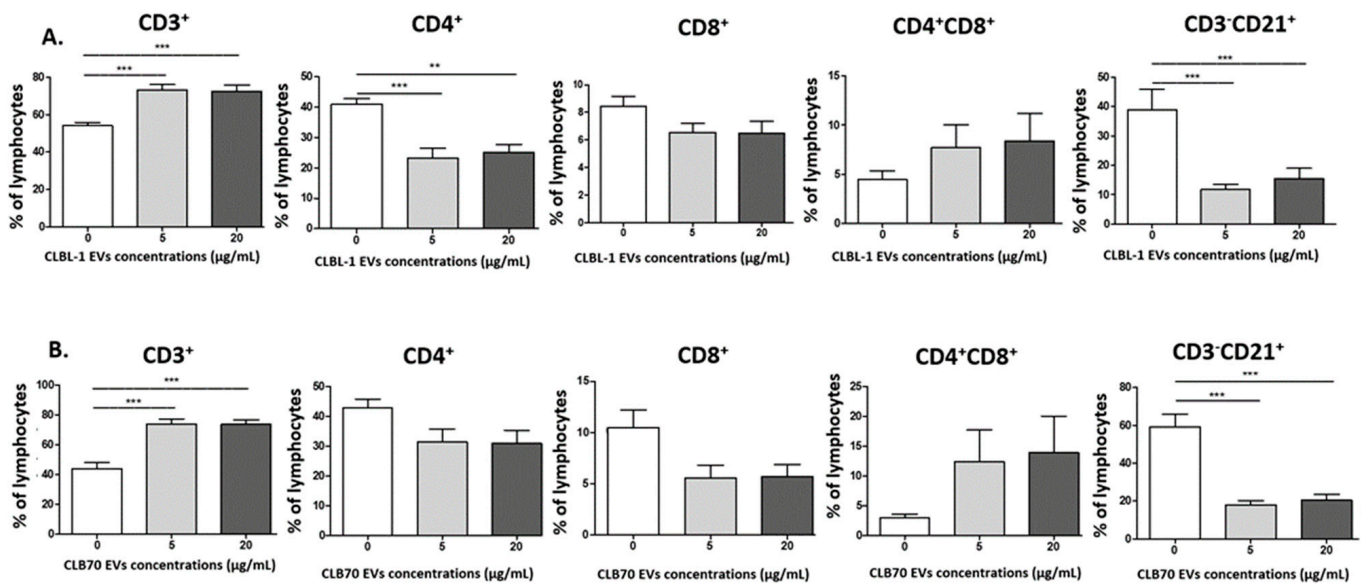 A.
CD3⁺
CD4⁺
CD8⁺
CD4⁺CD8⁺
CD3⁻CD21⁺
% of lymphocytes
80
60
40
20
0
***
***
0 5 20
CLBL-1 EVs concentrations (µg/mL)
% of lymphocytes
50
40
30
20
10
0
**
***
0 5 20
CLBL-1 EVs concentrations (µg/mL)
% of lymphocytes
10
8
6
4
2
0
0 5 20
CLBL-1 EVs concentrations (µg/mL)
% of lymphocytes
15
10
5
0
0 5 20
CLBL-1 EVs concentrations (µg/mL)
% of lymphocytes
50
40
30
20
10
0
***
***
0 5 20
CLBL-1 EVs concentrations (µg/mL)
B.
CD3⁺
CD4⁺
CD8⁺
CD4⁺CD8⁺
CD3⁻CD21⁺
% of lymphocytes
100
80
60
40
20
0
***
***
0 5 20
CLB70 EVs concentrations (µg/mL)
% of lymphocytes
50
40
30
20
10
0
0 5 20
CLB70 EVs concentrations (µg/mL)
% of lymphocytes
15
10
5
0
0 5 20
CLB70 EVs concentrations (µg/mL)
% of lymphocytes
25
20
15
10
5
0
0 5 20
CLB70 EVs concentrations (µg/mL)
% of lymphocytes
80
60
40
20
0
***
***
0 5 20
CLB70 EVs concentrations (µg/mL)